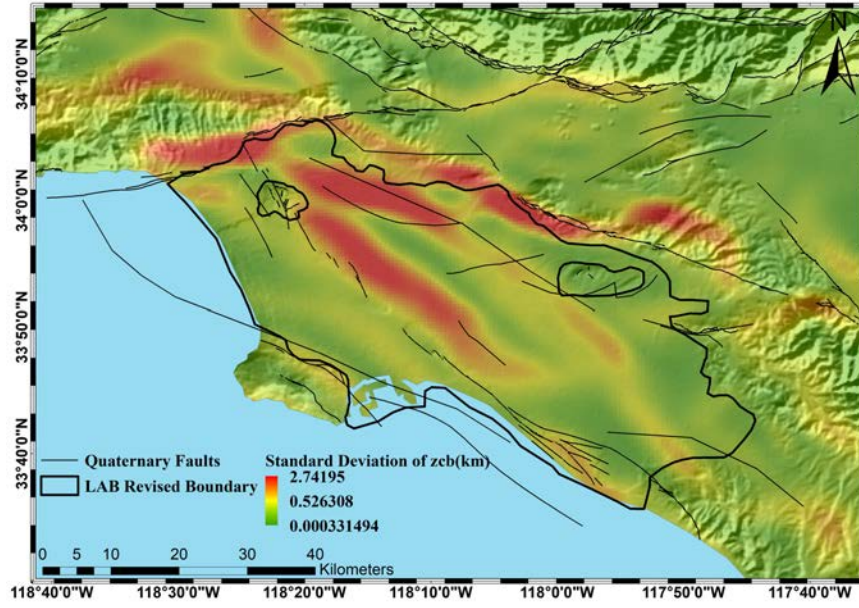 N
34°10'0"N
34°0'0"N
33°50'0"N
33°40'0"N
Quaternary Faults
LAB Revised Boundary
Standard Deviation of zcb(km)
2.74195
0.526308
0.000331494
0 5 10 20 30 40
Kilometers
118°40'0"W 118°30'0"W 118°20'0"W 118°10'0"W 118°0'0"W 117°50'0"W 117°40'0"W